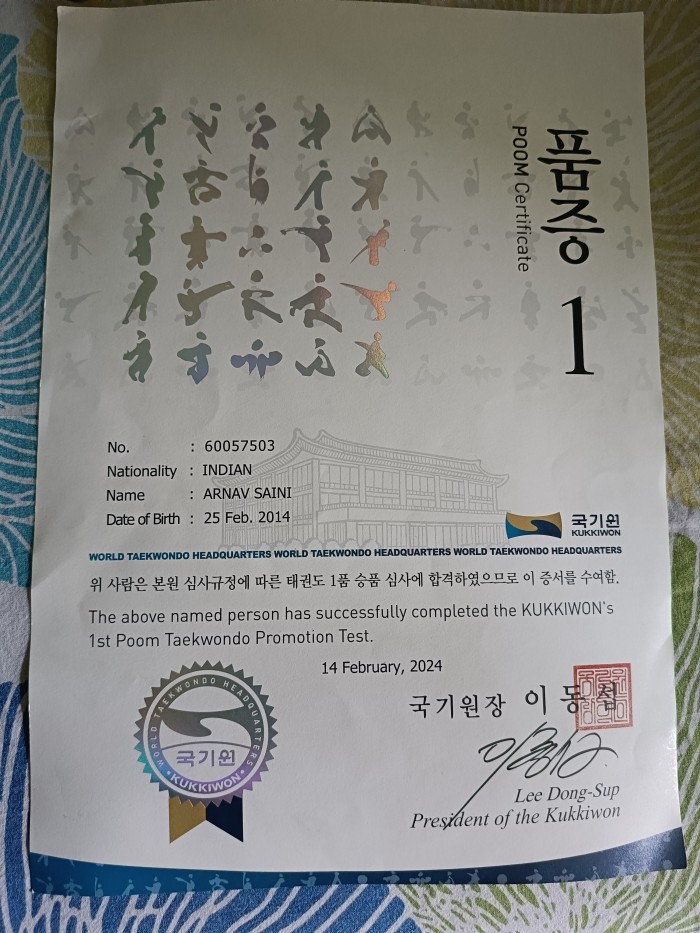 품증 1
POOM Certificate
No. : 60057503
Nationality : INDIAN
Name : ARNAV SAINI
Date of Birth : 25 Feb. 2014
국기원
KUKKIWON
WORLD TAEKWONDO HEADQUARTERS WORLD TAEKWONDO HEADQUARTERS WORLD TAEKWONDO HEADQUARTERS
위 사람은 본원 심사규정에 따른 태권도 1품 승품 심사에 합격하였으므로 이 증서를 수여함.
The above named person has successfully completed the KUKKIWON's
1st Poom Taekwondo Promotion Test.
14 February, 2024
WORLD TAEKWONDO HEADQUARTERS
국기원
KUKKIWON
국기원장 이동섭
Lee Dong-Sup
President of the Kukkiwon